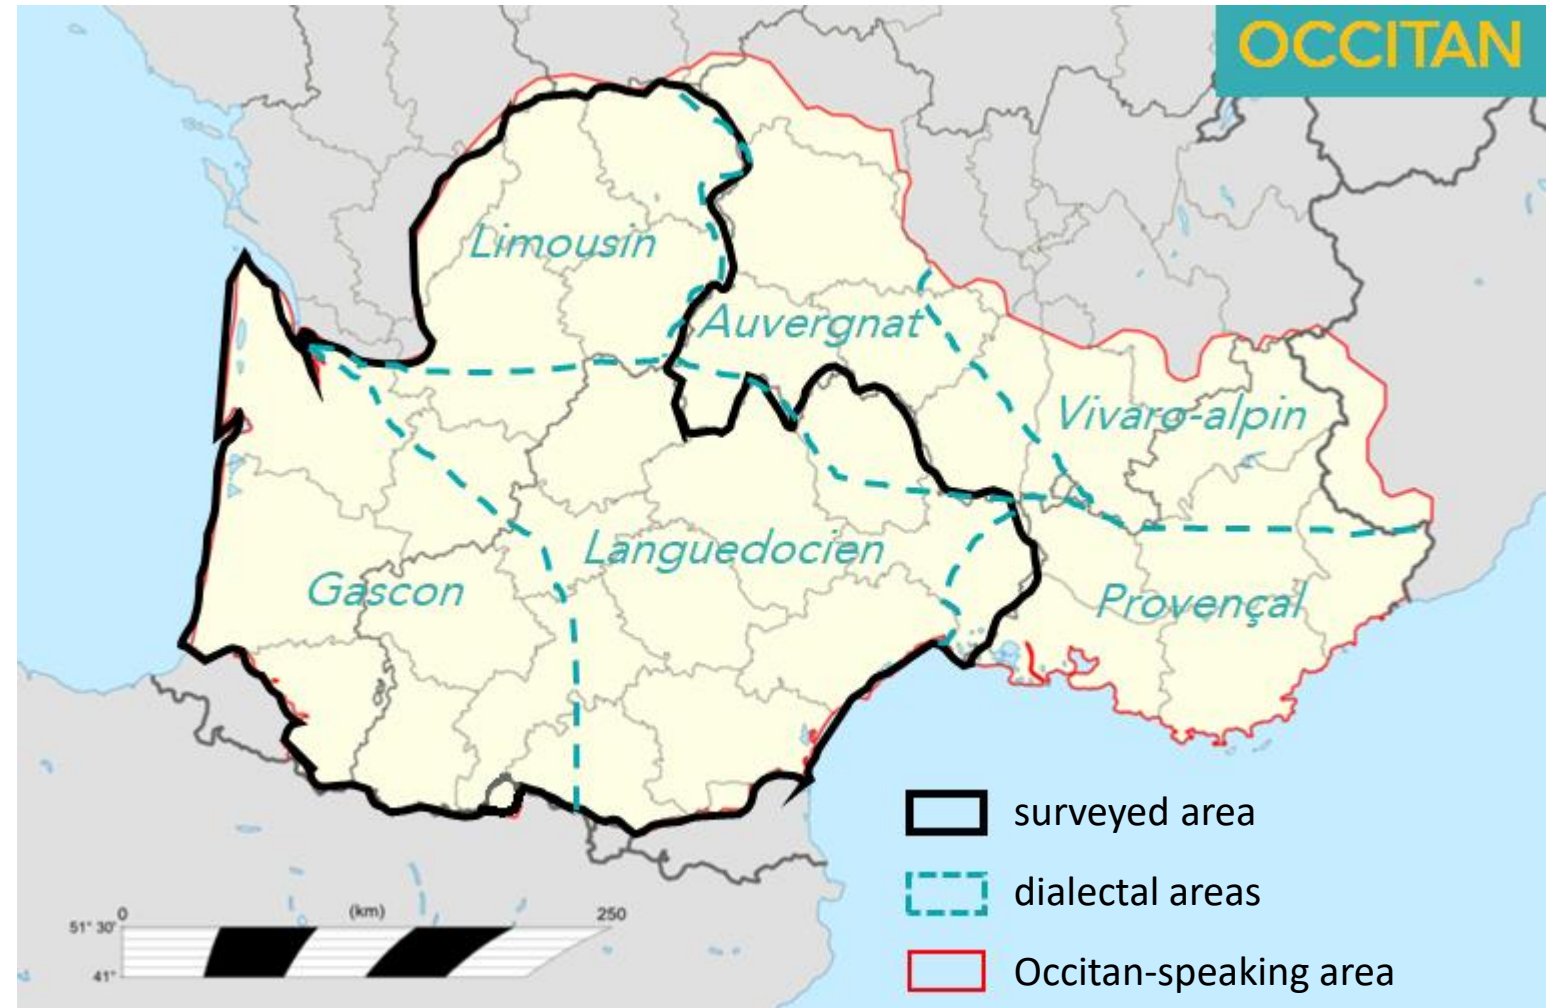 OCCITAN
Limousin
Auvergnat
Vivaro-alpin
Languedocien
Gascon
Provençal
surveyed area
dialectal areas
Occitan-speaking area
0 (km) 250
51° 30'
41°